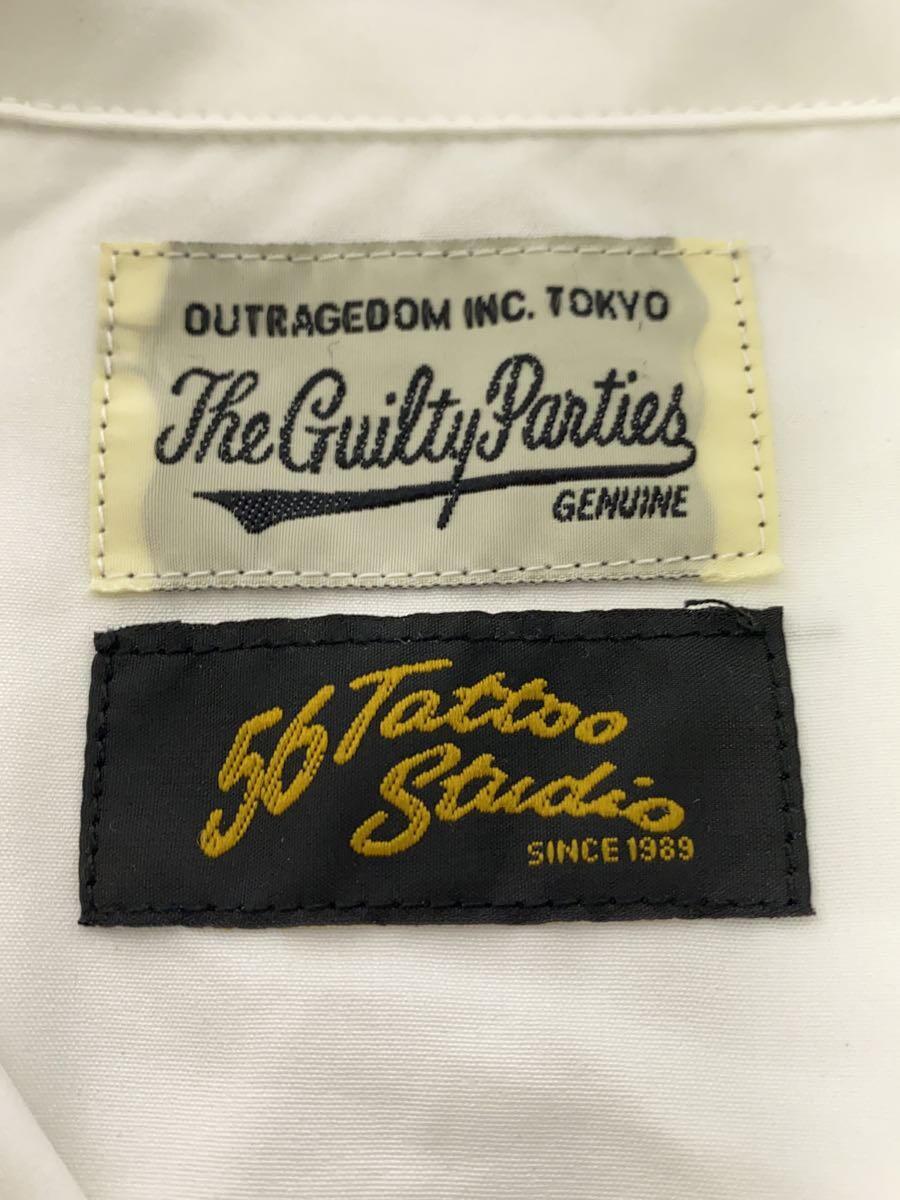 OUTRAGEDOM INC. TOKYO
The Guilty Parties
GENUINE
56 Tattoo
Studio
SINCE 1989